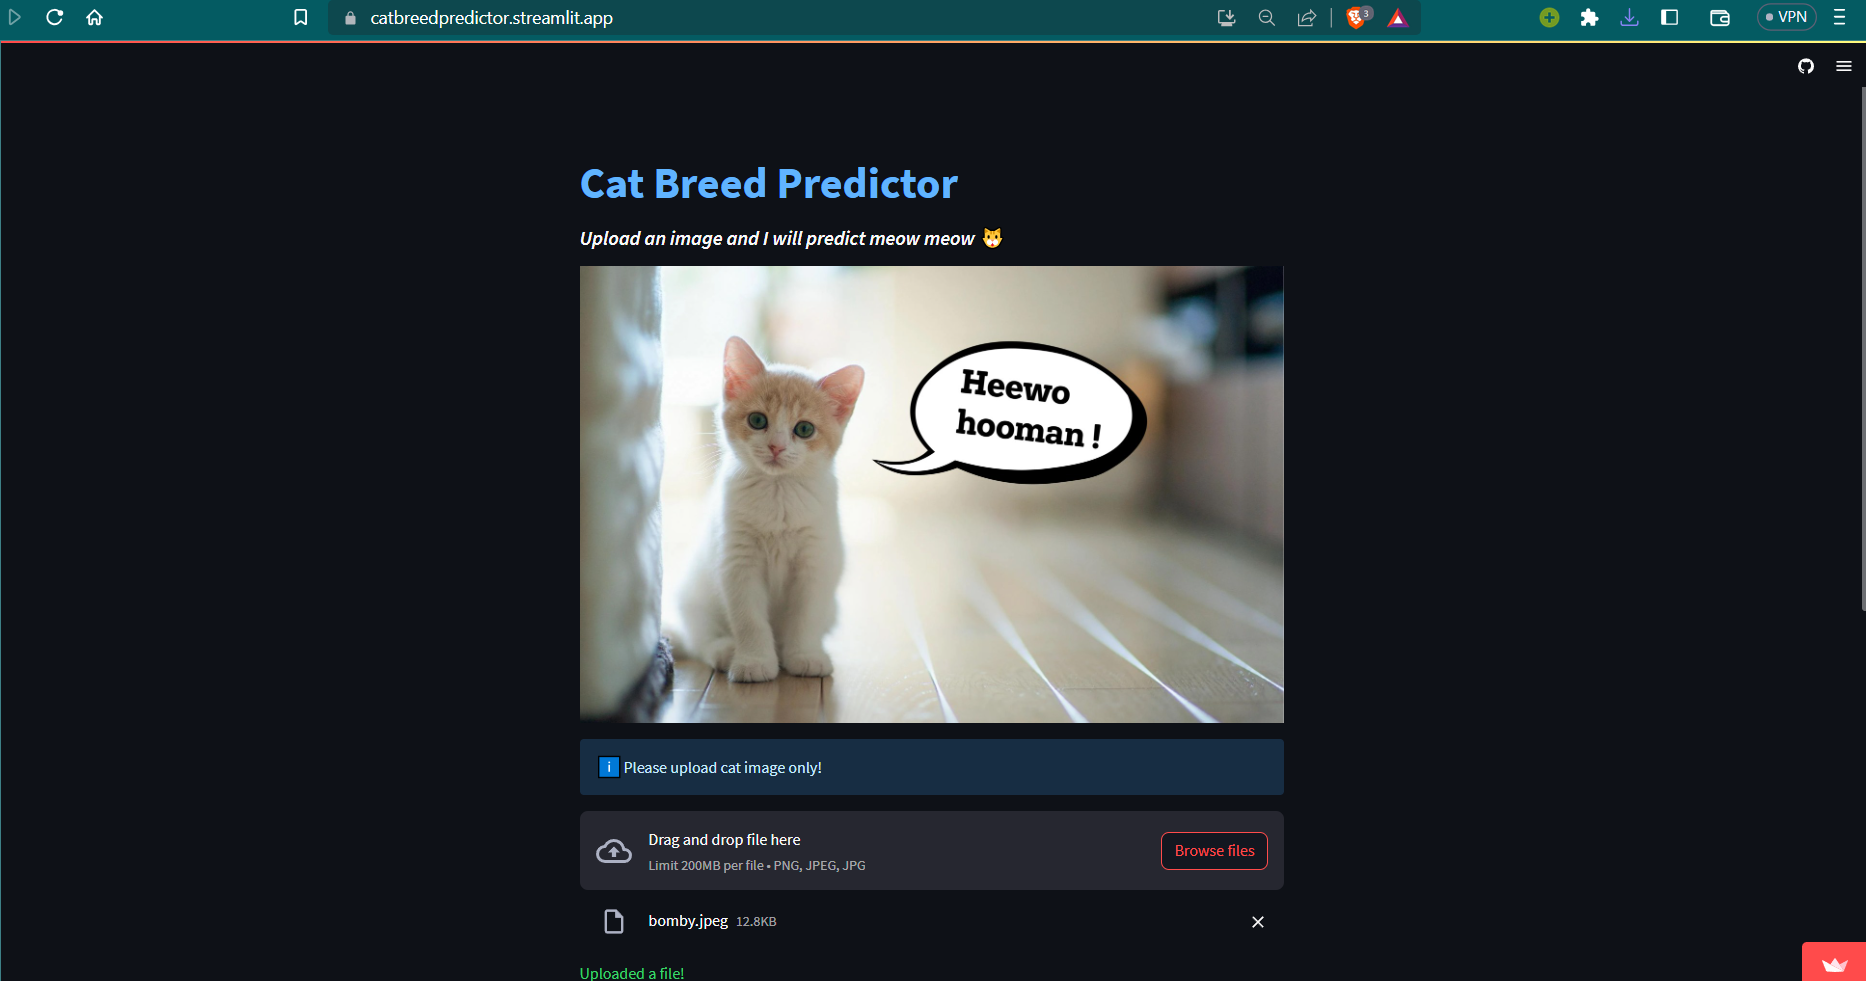 catbreedpredictor.streamlit.app
3
VPN
Cat Breed Predictor
Upload an image and I will predict meow meow 🐱
Heewo
hooman !
i Please upload cat image only!
Drag and drop file here
Limit 200MB per file • PNG, JPEG, JPG
Browse files
bomby.jpeg 12.8KB
Uploaded a file!